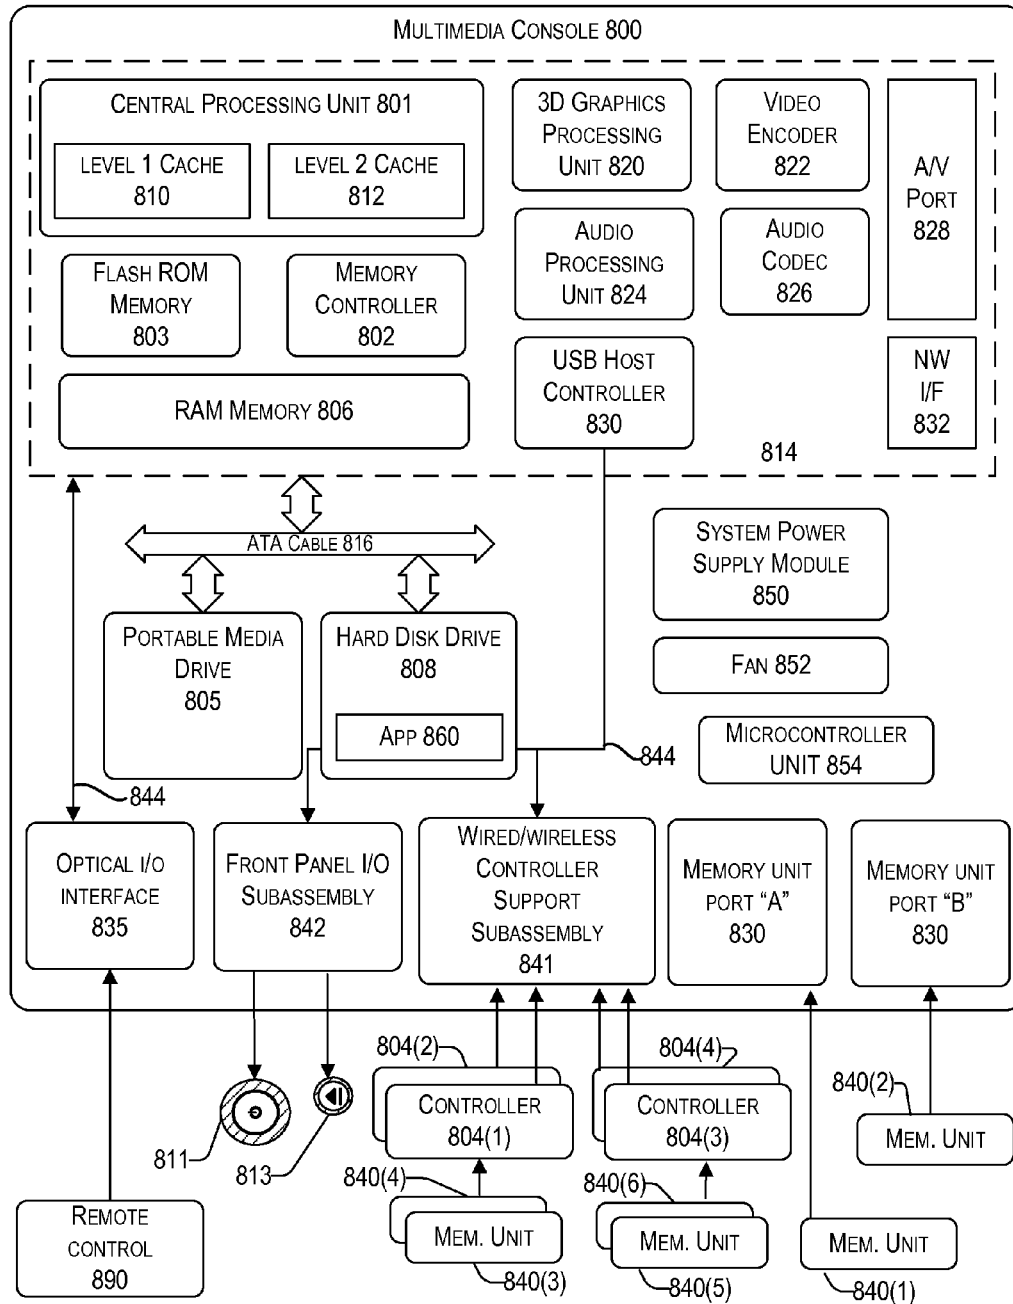 MULTIMEDIA CONSOLE 800
CENTRAL PROCESSING UNIT 801
LEVEL 1 CACHE
810
LEVEL 2 CACHE
812
3D GRAPHICS
PROCESSING
UNIT 820
VIDEO
ENCODER
822
A/V
PORT
828
FLASH ROM
MEMORY
803
MEMORY
CONTROLLER
802
AUDIO
PROCESSING
UNIT 824
AUDIO
CODEC
826
RAM MEMORY 806
USB HOST
CONTROLLER
830
NW
I/F
832
814
ATA CABLE 816
SYSTEM POWER
SUPPLY MODULE
850
PORTABLE MEDIA
DRIVE
805
HARD DISK DRIVE
808
APP 860
FAN 852
MICROCONTROLLER
UNIT 854
844
844
OPTICAL I/O
INTERFACE
835
FRONT PANEL I/O
SUBASSEMBLY
842
WIRED/WIRELESS
CONTROLLER
SUPPORT
SUBASSEMBLY
841
MEMORY UNIT
PORT “A”
830
MEMORY UNIT
PORT “B”
830
804(2)
804(4)
CONTROLLER
804(1)
CONTROLLER
804(3)
840(2)
MEM. UNIT
811
813
840(4)
MEM. UNIT
840(3)
840(6)
MEM. UNIT
840(5)
MEM. UNIT
840(1)
REMOTE
CONTROL
890